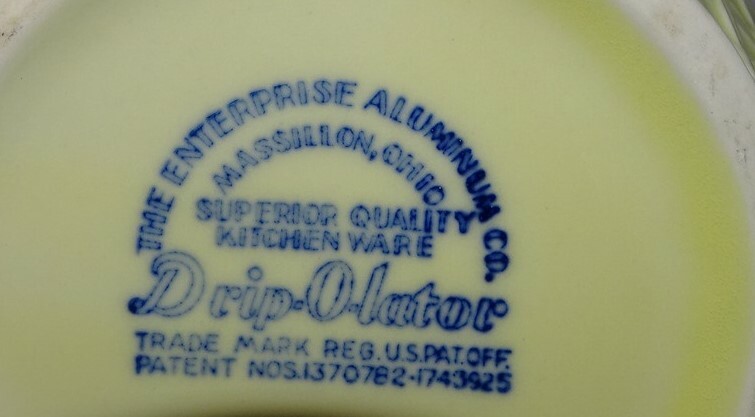 THE ENTERPRISE ALUMINUM CO.
MASSILLON, OHIO
SUPERIOR QUALITY
KITCHEN WARE
Drip-O-lator
TRADE MARK REG. U.S. PAT. OFF.
PATENT NOS. 1370782-1743925